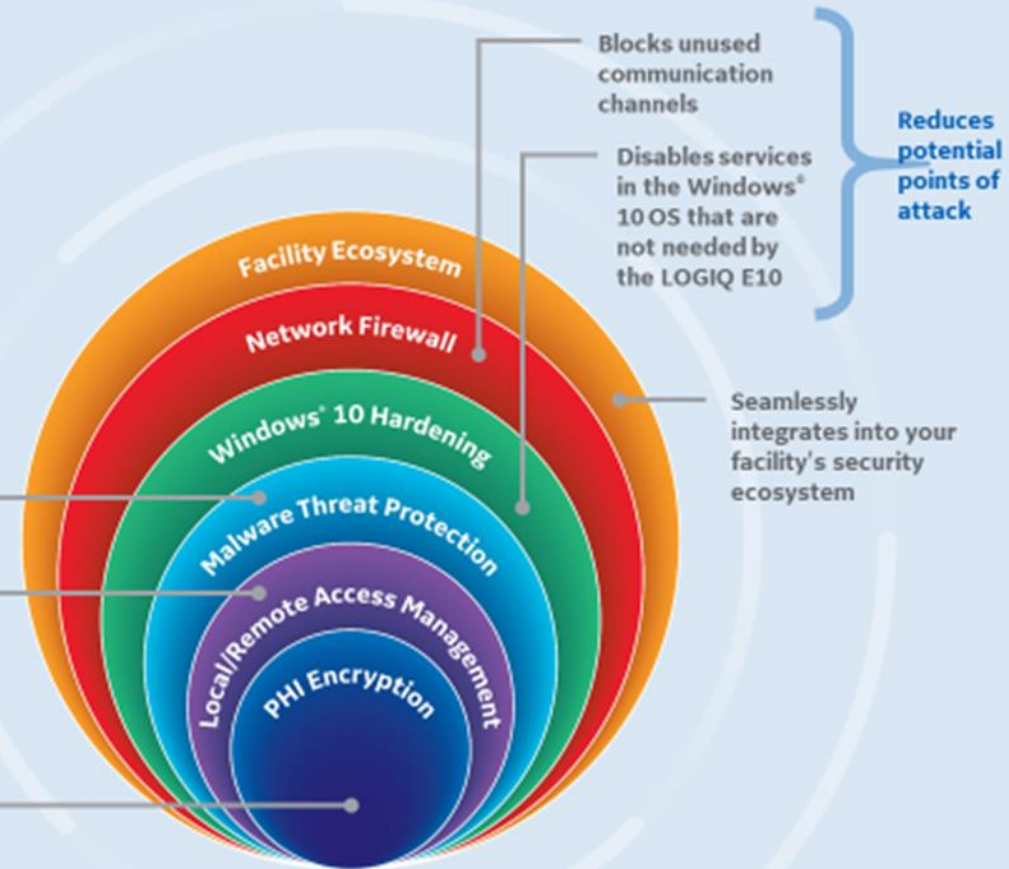 Blocks unused
communication
channels
Disables services
in the Windows®
10 OS that are
not needed by
the LOGIQ E10
Reduces
potential
points of
attack
Facility Ecosystem
Network Firewall
Windows® 10 Hardening
Malware Threat Protection
Local/Remote Access Management
PHI Encryption
Seamlessly
integrates into your
facility's security
ecosystem